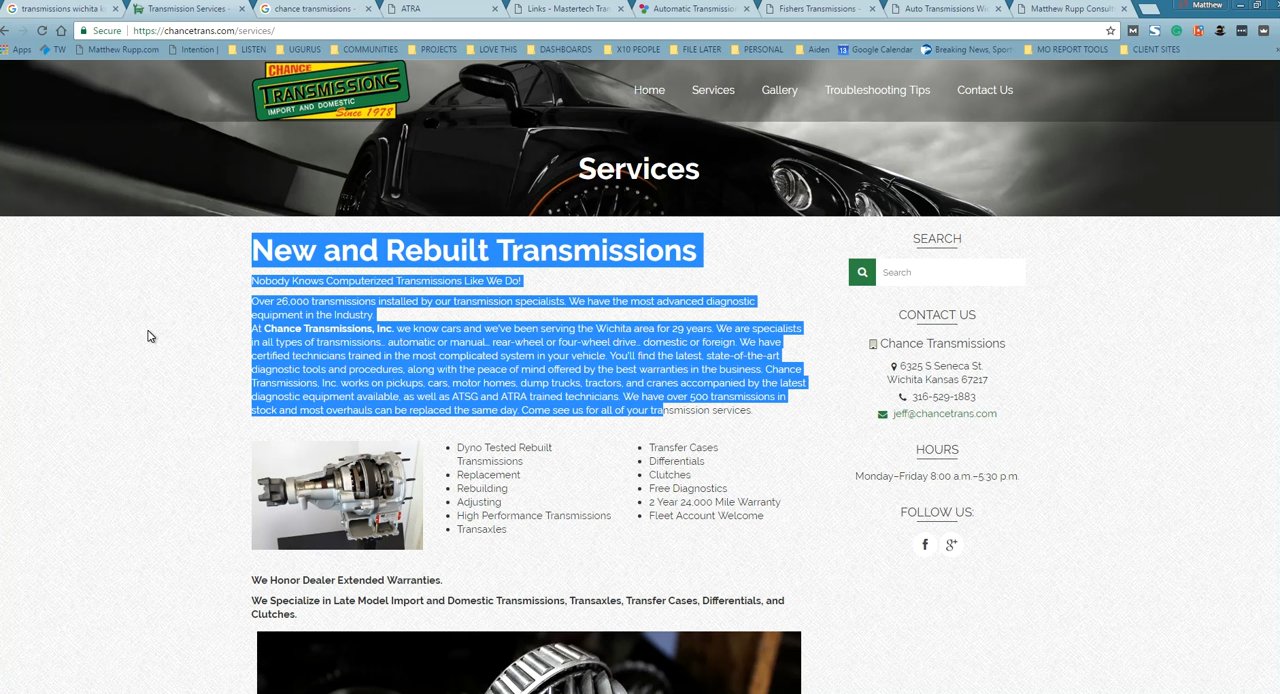 transmissions wichita k
Transmission Services -
chance transmissions -
ATRA
Links - Mastertech Tran
Automatic Transmission
Fishers Transmissions -
Auto Transmissions Wi
Matthew Rupp Consult
Matthew
Secure
https://chancetrans.com/services/
Apps
TW
Matthew Rupp.com
Intention |
LISTEN
UGURUS
COMMUNITIES
PROJECTS
LOVE THIS
DASHBOARDS
X10 PEOPLE
FILE LATER
PERSONAL
Aiden
Google Calendar
Breaking News, Spor
MO REPORT TOOLS
CLIENT SITES
CHANCE
TRANSMISSIONS
IMPORT AND DOMESTIC
Since 1978
Home
Services
Gallery
Troubleshooting Tips
Contact Us
Services
New and Rebuilt Transmissions
Nobody Knows Computerized Transmissions Like We Do!
Over 26,000 transmissions installed by our transmission specialists. We have the most advanced diagnostic
equipment in the Industry.
At Chance Transmissions, Inc. we know cars and we've been serving the Wichita area for 29 years. We are specialists
in all types of transmissions… automatic or manual… rear-wheel or four-wheel drive… domestic or foreign. We have
certified technicians trained in the most complicated system in your vehicle. You'll find the latest, state-of-the-art
diagnostic tools and procedures, along with the peace of mind offered by the best warranties in the business. Chance
Transmissions, Inc. works on pickups, cars, motor homes, dump trucks, tractors, and cranes accompanied by the latest
diagnostic equipment available, as well as ATSG and ATRA trained technicians. We have over 500 transmissions in
stock and most overhauls can be replaced the same day. Come see us for all of your transmission services.
Dyno Tested Rebuilt
Transmissions
Replacement
Rebuilding
Adjusting
High Performance Transmissions
Transaxles
Transfer Cases
Differentials
Clutches
Free Diagnostics
2 Year 24,000 Mile Warranty
Fleet Account Welcome
We Honor Dealer Extended Warranties.
We Specialize in Late Model Import and Domestic Transmissions, Transaxles, Transfer Cases, Differentials, and
Clutches.
SEARCH
Search
CONTACT US
Chance Transmissions
6325 S Seneca St.
Wichita Kansas 67217
316-529-1883
jeff@chancetrans.com
HOURS
Monday–Friday 8:00 a.m.–5:30 p.m.
FOLLOW US: